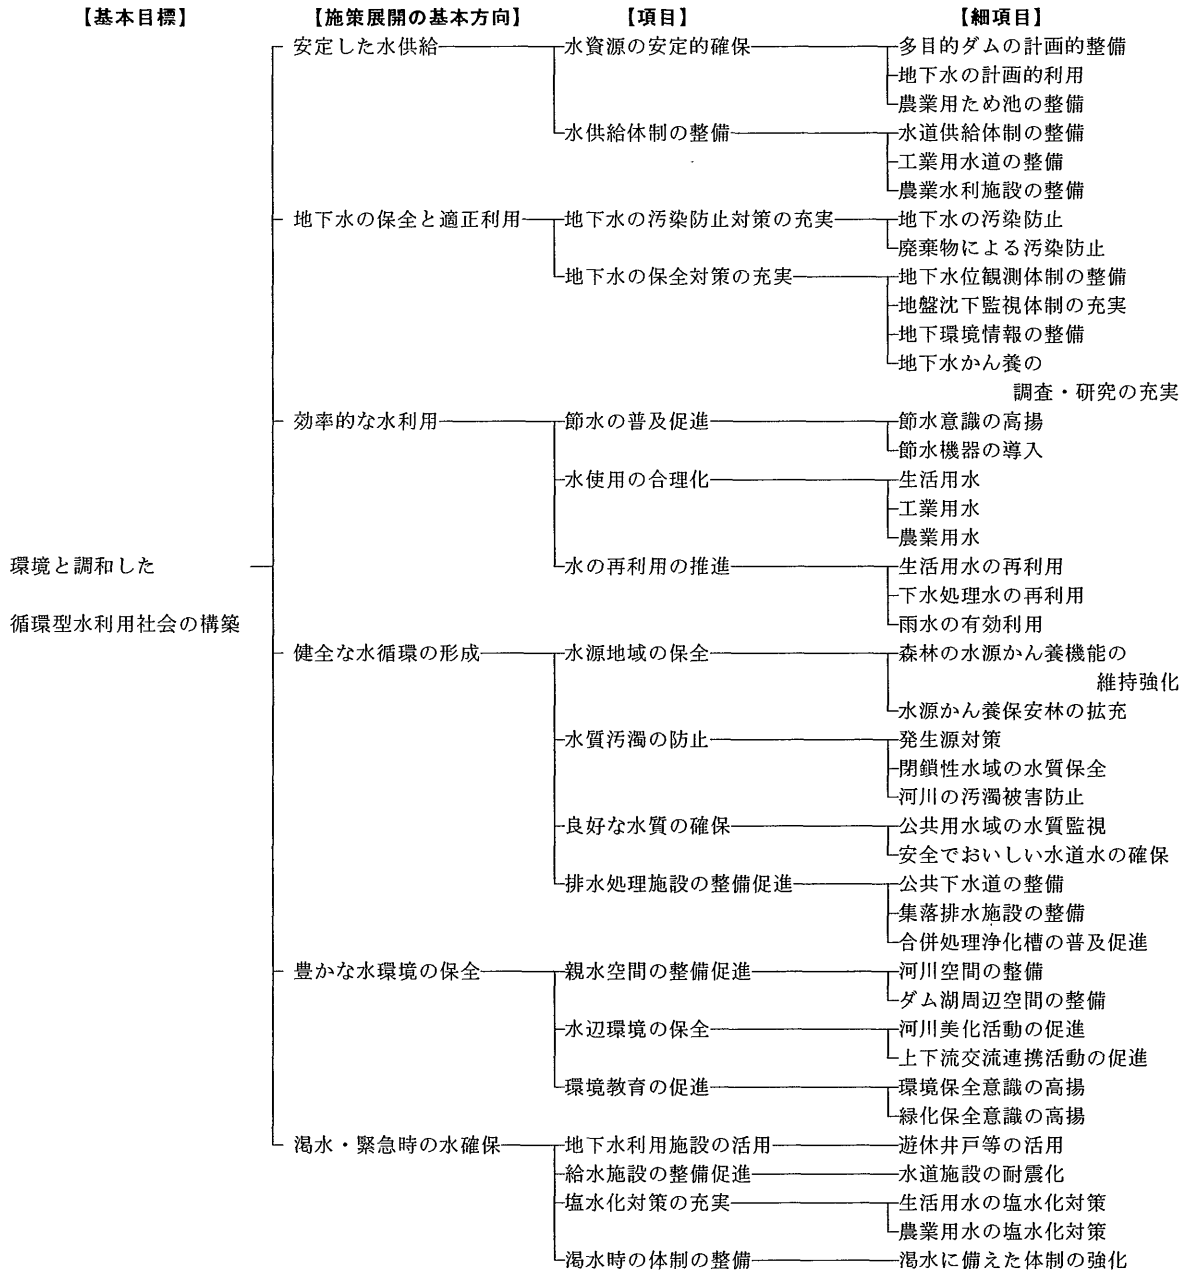 【基本目標】 【施策展開の基本方向】 【項目】 【細項目】
安定した水供給 水資源の安定的確保 多目的ダムの計画的整備
地下水の計画的利用
農業用ため池の整備
水供給体制の整備 水道供給体制の整備
工業用水道の整備
農業水利施設の整備
地下水の保全と適正利用 地下水の汚染防止対策の充実 地下水の汚染防止
廃棄物による汚染防止
地下水の保全対策の充実 地下水位観測体制の整備
地盤沈下監視体制の充実
地下環境情報の整備
地下水かん養の
調査・研究の充実
効率的な水利用 節水の普及促進 節水意識の高揚
節水機器の導入
水使用の合理化 生活用水
工業用水
農業用水
環境と調和した 水の再利用の推進 生活用水の再利用
下水処理水の再利用
循環型水利用社会の構築 雨水の有効利用
健全な水循環の形成 水源地域の保全 森林の水源かん養機能の
維持強化
水源かん養保安林の拡充
水質汚濁の防止 発生源対策
閉鎖性水域の水質保全
河川の汚濁被害防止
良好な水質の確保 公共用水域の水質監視
安全でおいしい水道水の確保
排水処理施設の整備促進 公共下水道の整備
集落排水施設の整備
合併処理浄化槽の普及促進
豊かな水環境の保全 親水空間の整備促進 河川空間の整備
ダム湖周辺空間の整備
水辺環境の保全 河川美化活動の促進
上下流交流連携活動の促進
環境教育の促進 環境保全意識の高揚
緑化保全意識の高揚
渇水・緊急時の水確保 地下水利用施設の活用 遊休井戸等の活用
給水施設の整備促進 水道施設の耐震化
塩水化対策の充実 生活用水の塩水化対策
農業用水の塩水化対策
渇水時の体制の整備 渇水に備えた体制の強化